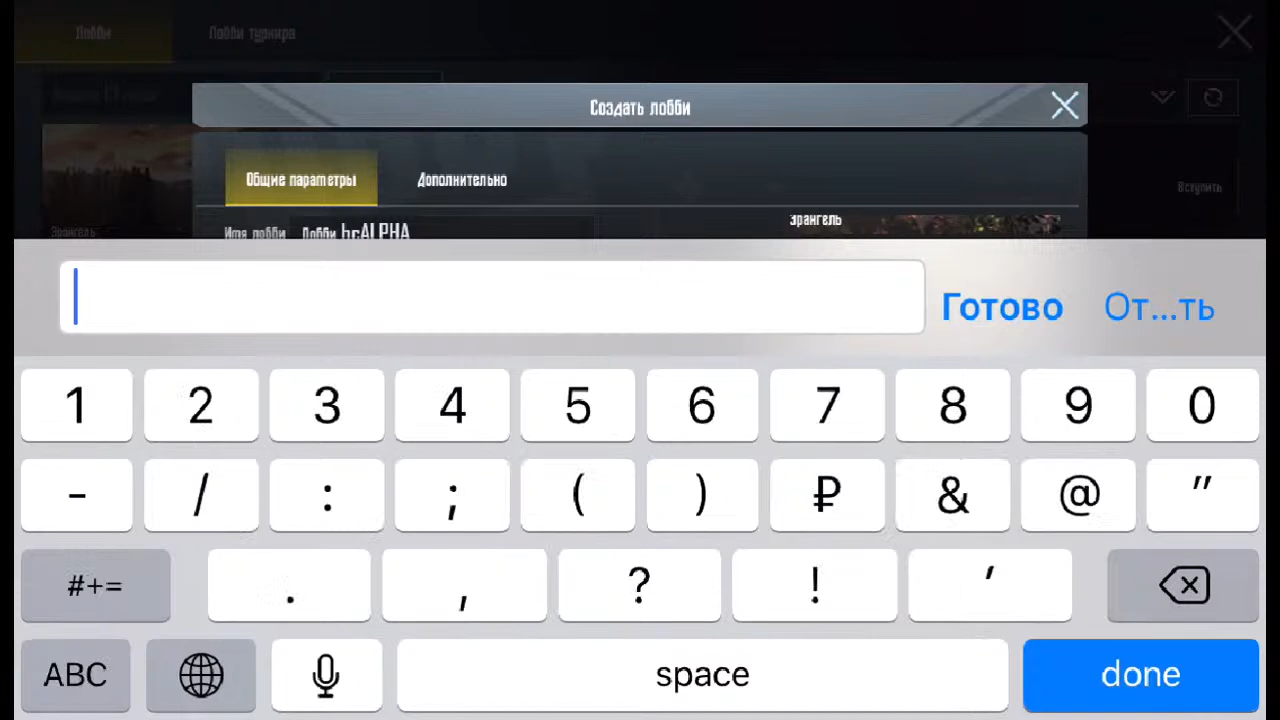 Лобби Лобби турнира
Создать лобби
Общие параметры Дополнительно
Вступить
Эрангель
Эрангель
Имя лобби Лобби hcALPHA
Готово От...ть
1 2 3 4 5 6 7 8 9 0
- / : ; ( ) ₽ & @ "
#+= . , ? ! '
ABC space done